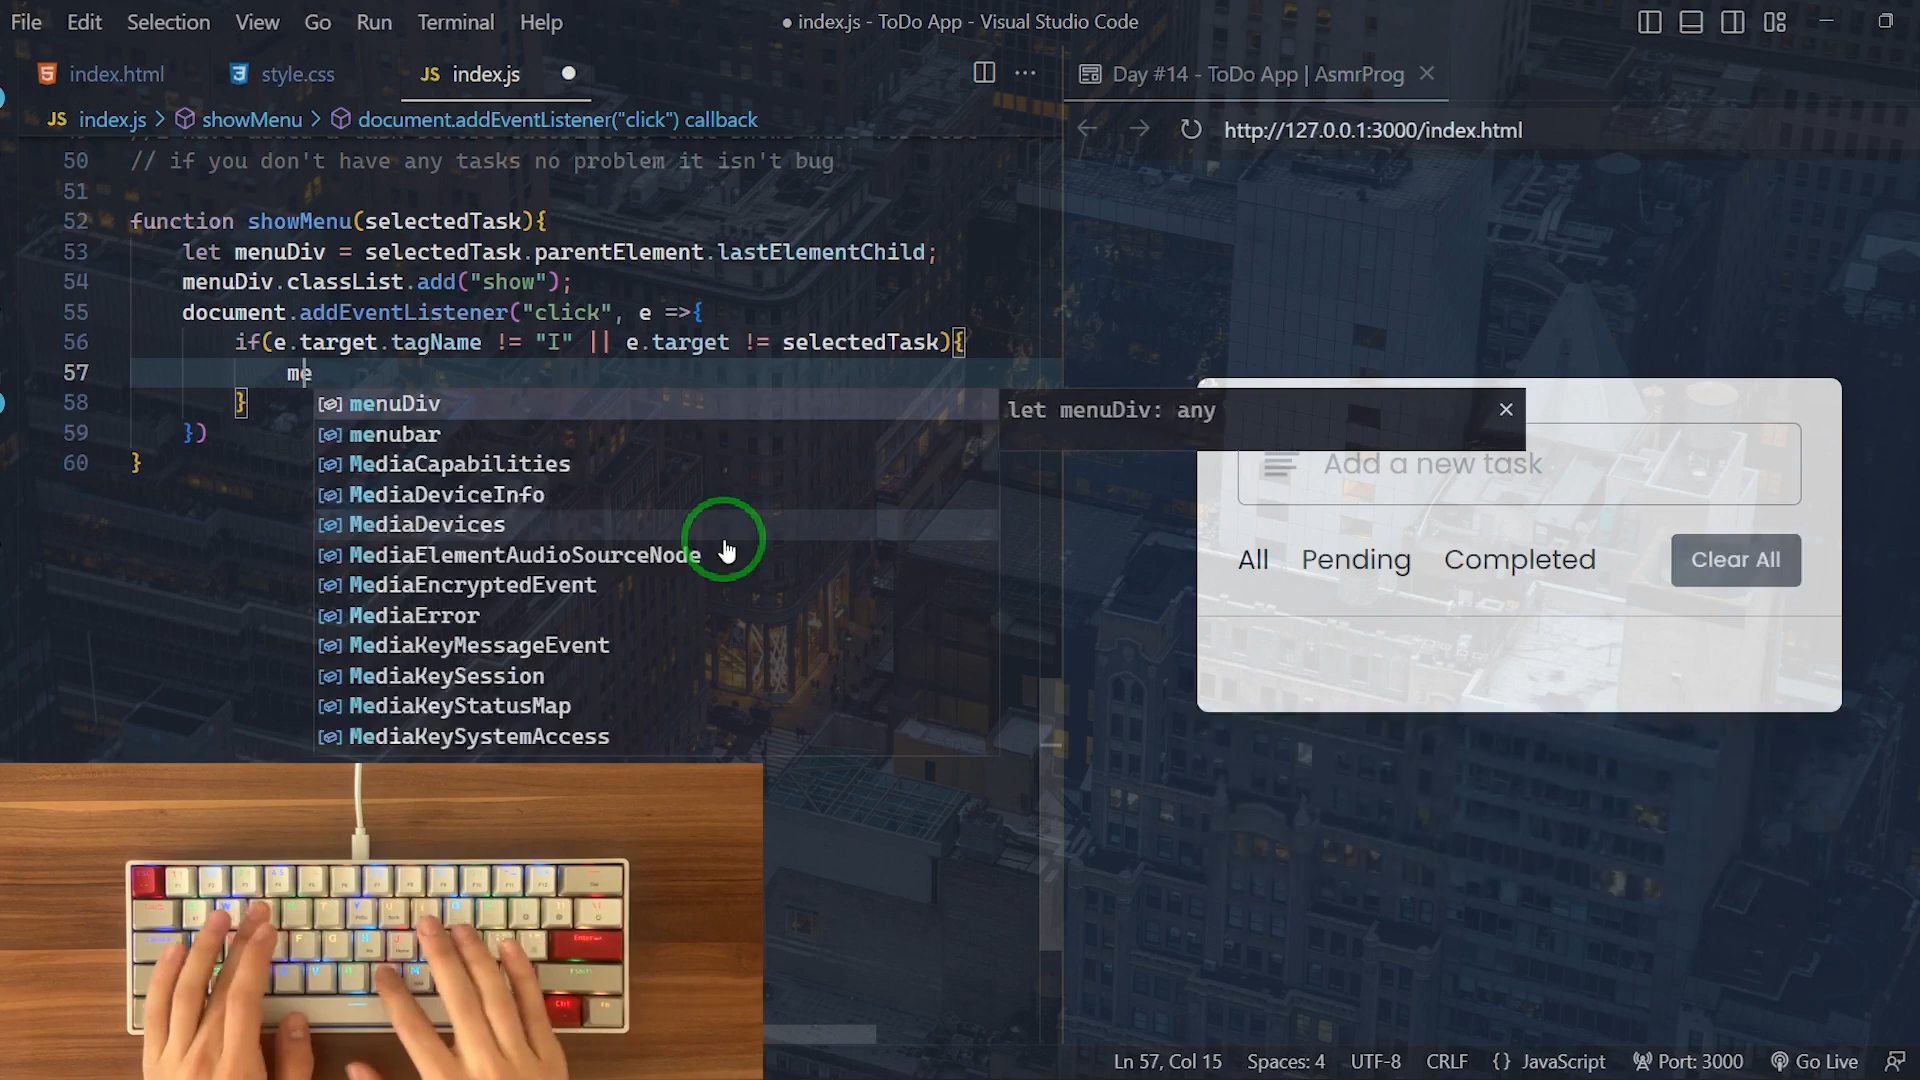 File Edit Selection View Go Run Terminal Help
● index.js - ToDo App - Visual Studio Code
index.html style.css JS index.js
Day #14 - ToDo App | AsmrProg
JS index.js > showMenu > document.addEventListener("click") callback
http://127.0.0.1:3000/index.html
50 // if you don't have any tasks no problem it isn't bug
51
52 function showMenu(selectedTask){
53 let menuDiv = selectedTask.parentElement.lastElementChild;
54 menuDiv.classList.add("show");
55 document.addEventListener("click", e =>{
56 if(e.target.tagName != "I" || e.target != selectedTask){
57 me
58 }
59 })
60 }
menuDiv
menubar
MediaCapabilities
MediaDeviceInfo
MediaDevices
MediaElementAudioSourceNode
MediaEncryptedEvent
MediaError
MediaKeyMessageEvent
MediaKeySession
MediaKeyStatusMap
MediaKeySystemAccess
let menuDiv: any
Add a new task
All Pending Completed Clear All
Ln 57, Col 15 Spaces: 4 UTF-8 CRLF {} JavaScript Port: 3000 Go Live